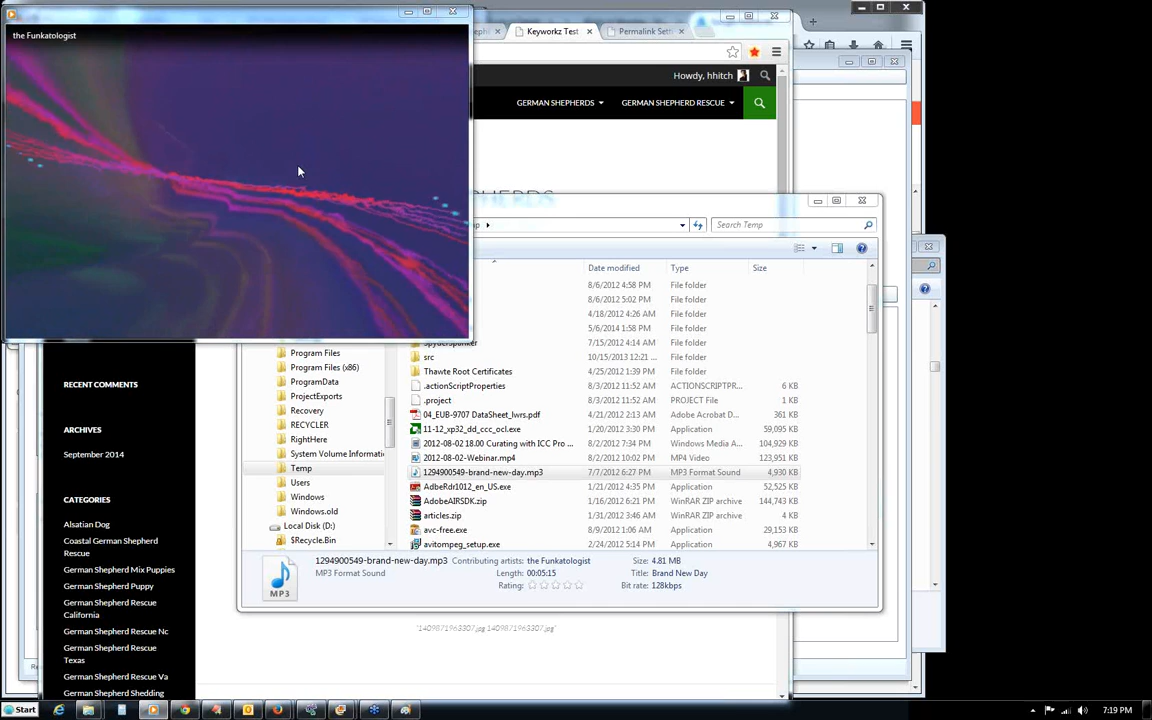 the Funkatologist
Keyworkz Test
Permalink Sett
Howdy, hhitch
GERMAN SHEPHERDS
GERMAN SHEPHERD RESCUE
Search Temp
Date modified Type Size
8/6/2012 4:58 PM File folder
8/6/2012 5:02 PM File folder
4/18/2012 4:26 AM File folder
5/6/2014 1:58 PM File folder
7/15/2012 4:14 AM File folder
src 10/15/2013 12:21 ... File folder
Thawte Root Certificates 4/25/2012 1:39 PM File folder
.actionScriptProperties 8/3/2012 11:52 AM ACTIONSCRIPTPR... 6 KB
.project 8/3/2012 11:52 AM PROJECT File 1 KB
04_EUB-9707 DataSheet_lwrs.pdf 4/21/2012 2:13 AM Adobe Acrobat D... 361 KB
11-12_xp32_dd_ccc_ocl.exe 1/20/2012 3:30 PM Application 59,095 KB
2012-08-02 18.00 Curating with ICC Pro ... 8/2/2012 7:34 PM Windows Media A... 104,929 KB
2012-08-02-Webinar.mp4 8/2/2012 10:02 PM MP4 Video 123,951 KB
1294900549-brand-new-day.mp3 7/7/2012 6:27 PM MP3 Format Sound 4,930 KB
AdbeRdr1012_en_US.exe 1/21/2012 4:35 PM Application 52,525 KB
AdobeAIRSDK.zip 1/16/2012 6:21 PM WinRAR ZIP archive 144,743 KB
articles.zip 1/31/2012 3:46 AM WinRAR ZIP archive 4 KB
avc-free.exe 8/9/2012 1:06 AM Application 29,153 KB
avitompeg_setup.exe 2/24/2012 5:14 PM Application 4,967 KB
Program Files
Program Files (x86)
ProgramData
ProjectExports
Recovery
RECYCLER
RightHere
System Volume Informati
Temp
Users
Windows
Windows.old
Local Disk (D:)
$Recycle.Bin
1294900549-brand-new-day.mp3 Contributing artists: the Funkatologist Size: 4.81 MB
MP3 Format Sound Length: 00:05:15 Title: Brand New Day
Rating: Bit rate: 128kbps
MP3
"1409871963307.jpg 1409871963307.jpg"
RECENT COMMENTS
ARCHIVES
September 2014
CATEGORIES
Alsatian Dog
Coastal German Shepherd
Rescue
German Shepherd Mix Puppies
German Shepherd Puppy
German Shepherd Rescue
California
German Shepherd Rescue Nc
German Shepherd Rescue
Texas
German Shepherd Rescue Va
German Shepherd Shedding
Start
7:19 PM